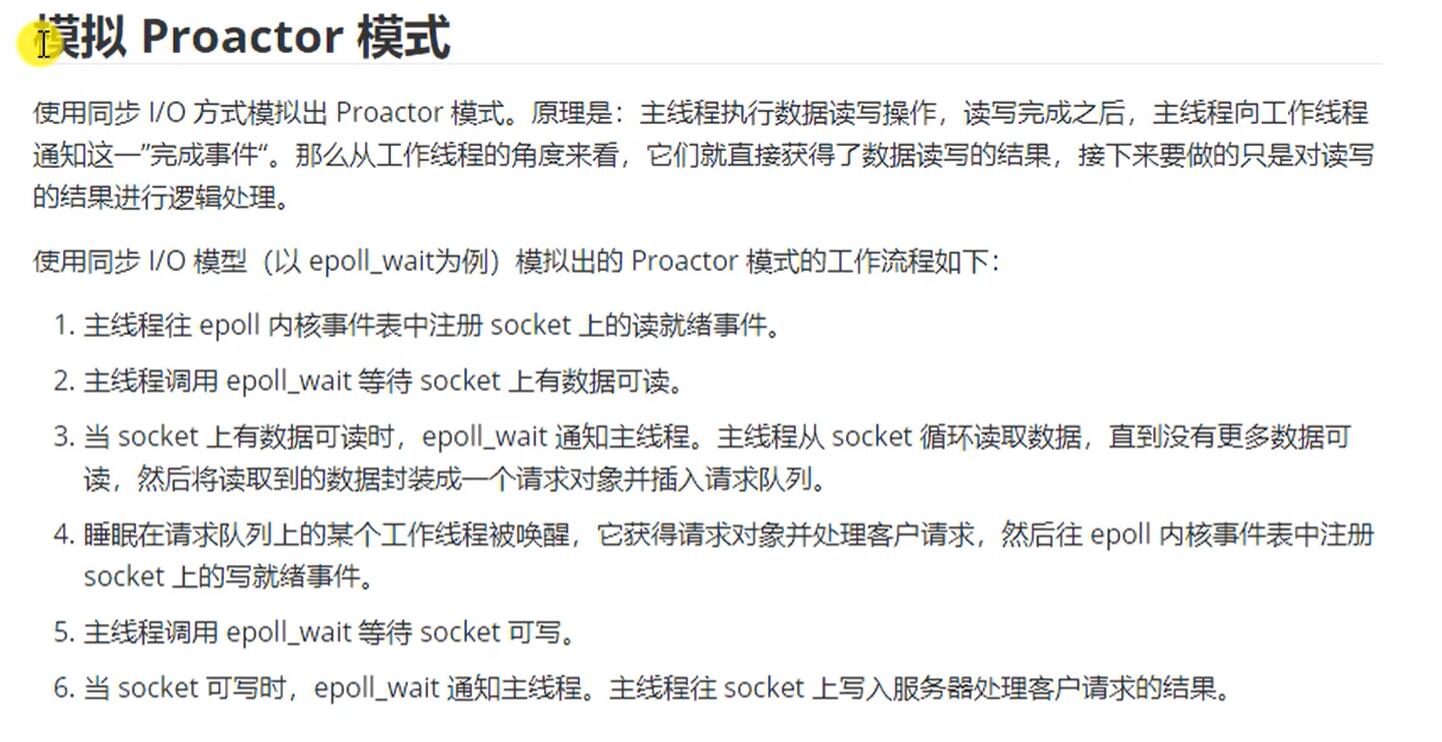 模拟 Proactor 模式
使用同步 I/O 方式模拟出 Proactor 模式。原理是：主线程执行数据读写操作，读写完成之后，主线程向工作线程
通知这一”完成事件“。那么从工作线程的角度来看，它们就直接获得了数据读写的结果，接下来要做的只是对读写
的结果进行逻辑处理。
使用同步 I/O 模型（以 epoll_wait为例）模拟出的 Proactor 模式的工作流程如下：
1. 主线程往 epoll 内核事件表中注册 socket 上的读就绪事件。
2. 主线程调用 epoll_wait 等待 socket 上有数据可读。
3. 当 socket 上有数据可读时，epoll_wait 通知主线程。主线程从 socket 循环读取数据，直到没有更多数据可
读，然后将读取到的数据封装成一个请求对象并插入请求队列。
4. 睡眠在请求队列上的某个工作线程被唤醒，它获得请求对象并处理客户请求，然后往 epoll 内核事件表中注册
socket 上的写就绪事件。
5. 主线程调用 epoll_wait 等待 socket 可写。
6. 当 socket 可写时，epoll_wait 通知主线程。主线程往 socket 上写入服务器处理客户请求的结果。